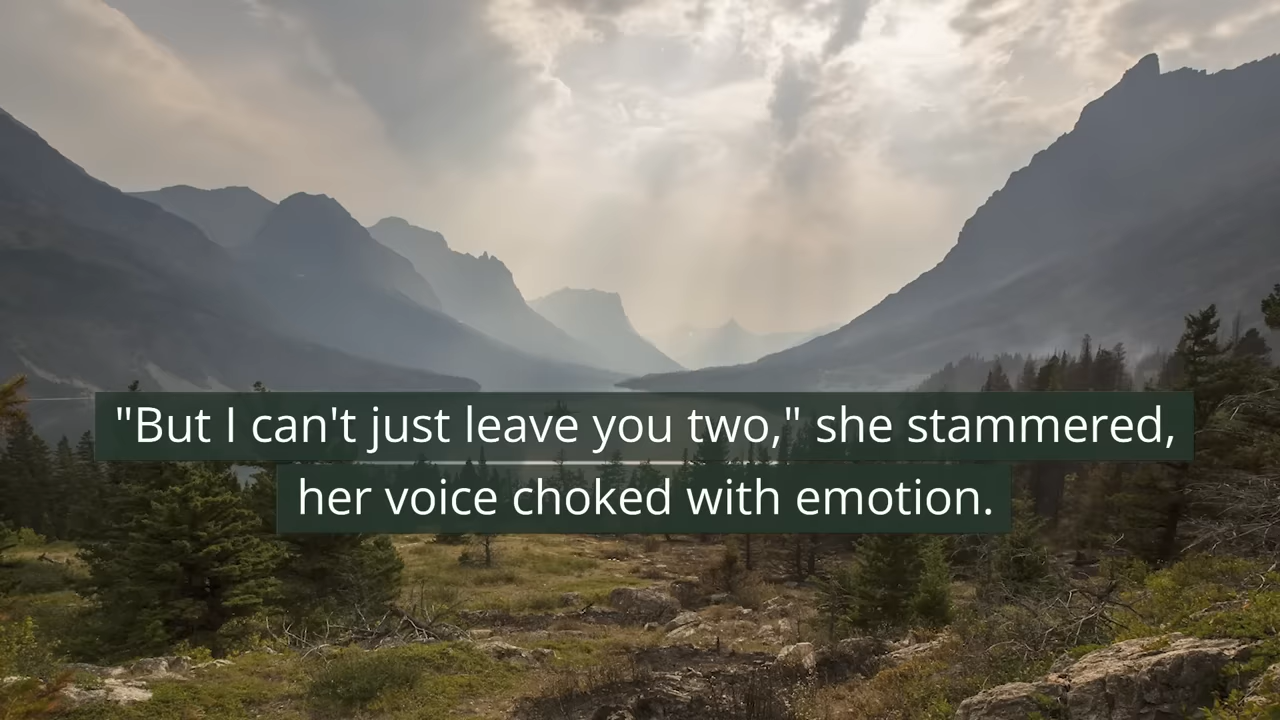 "But I can't just leave you two," she stammered,
her voice choked with emotion.